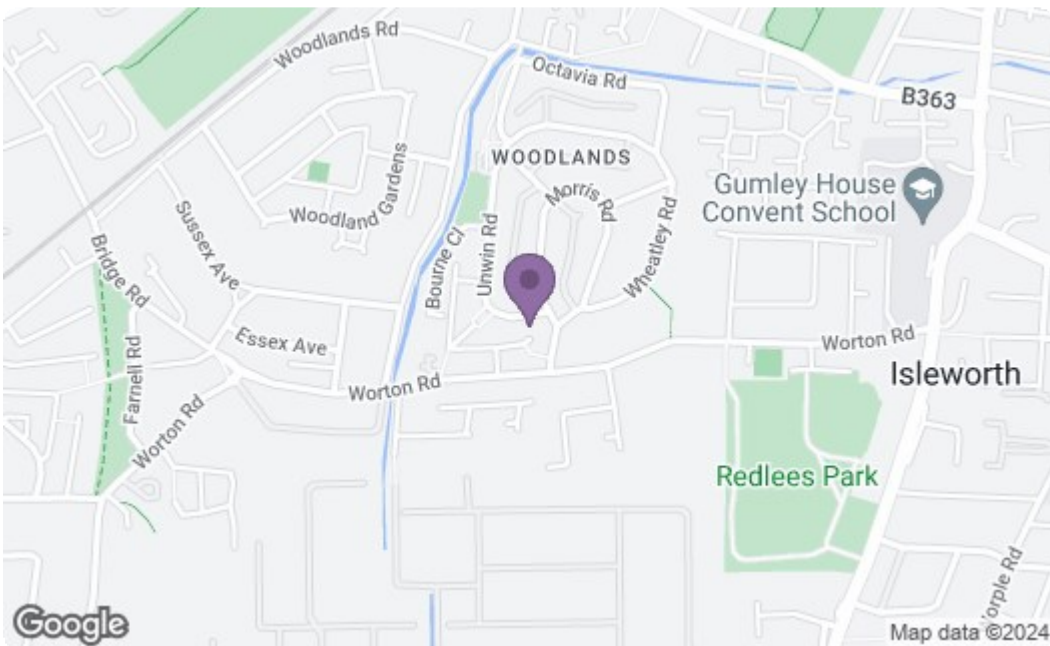 Woodlands Rd
Octavia Rd
B363
WOODLANDS
Gumley House
Convent School
Morris Rd
Woodland Gardens
Wheatley Rd
Sussex Ave
Unwin Rd
Bourne Cl
Bridge Rd
Essex Ave
Worton Rd
Isleworth
Farnell Rd
Worton Rd
Worton Rd
Redlees Park
Worple Rd
Google
Map data ©2024